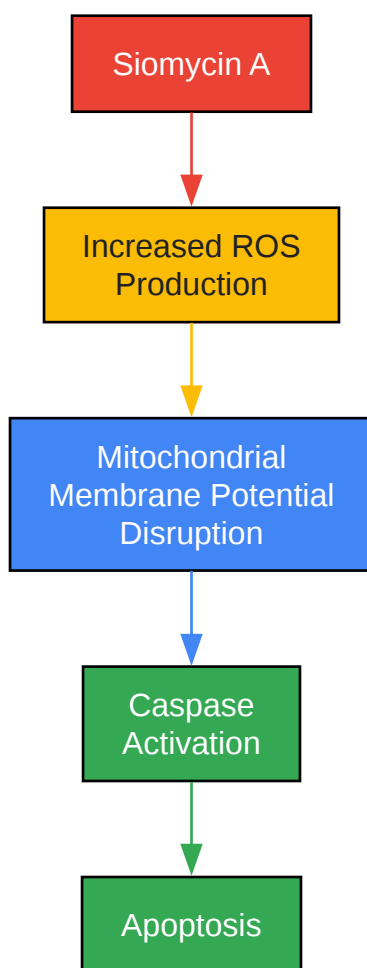 Siomycin A
Increased ROS
Production
Mitochondrial
Membrane Potential
Disruption
Caspase
Activation
Apoptosis